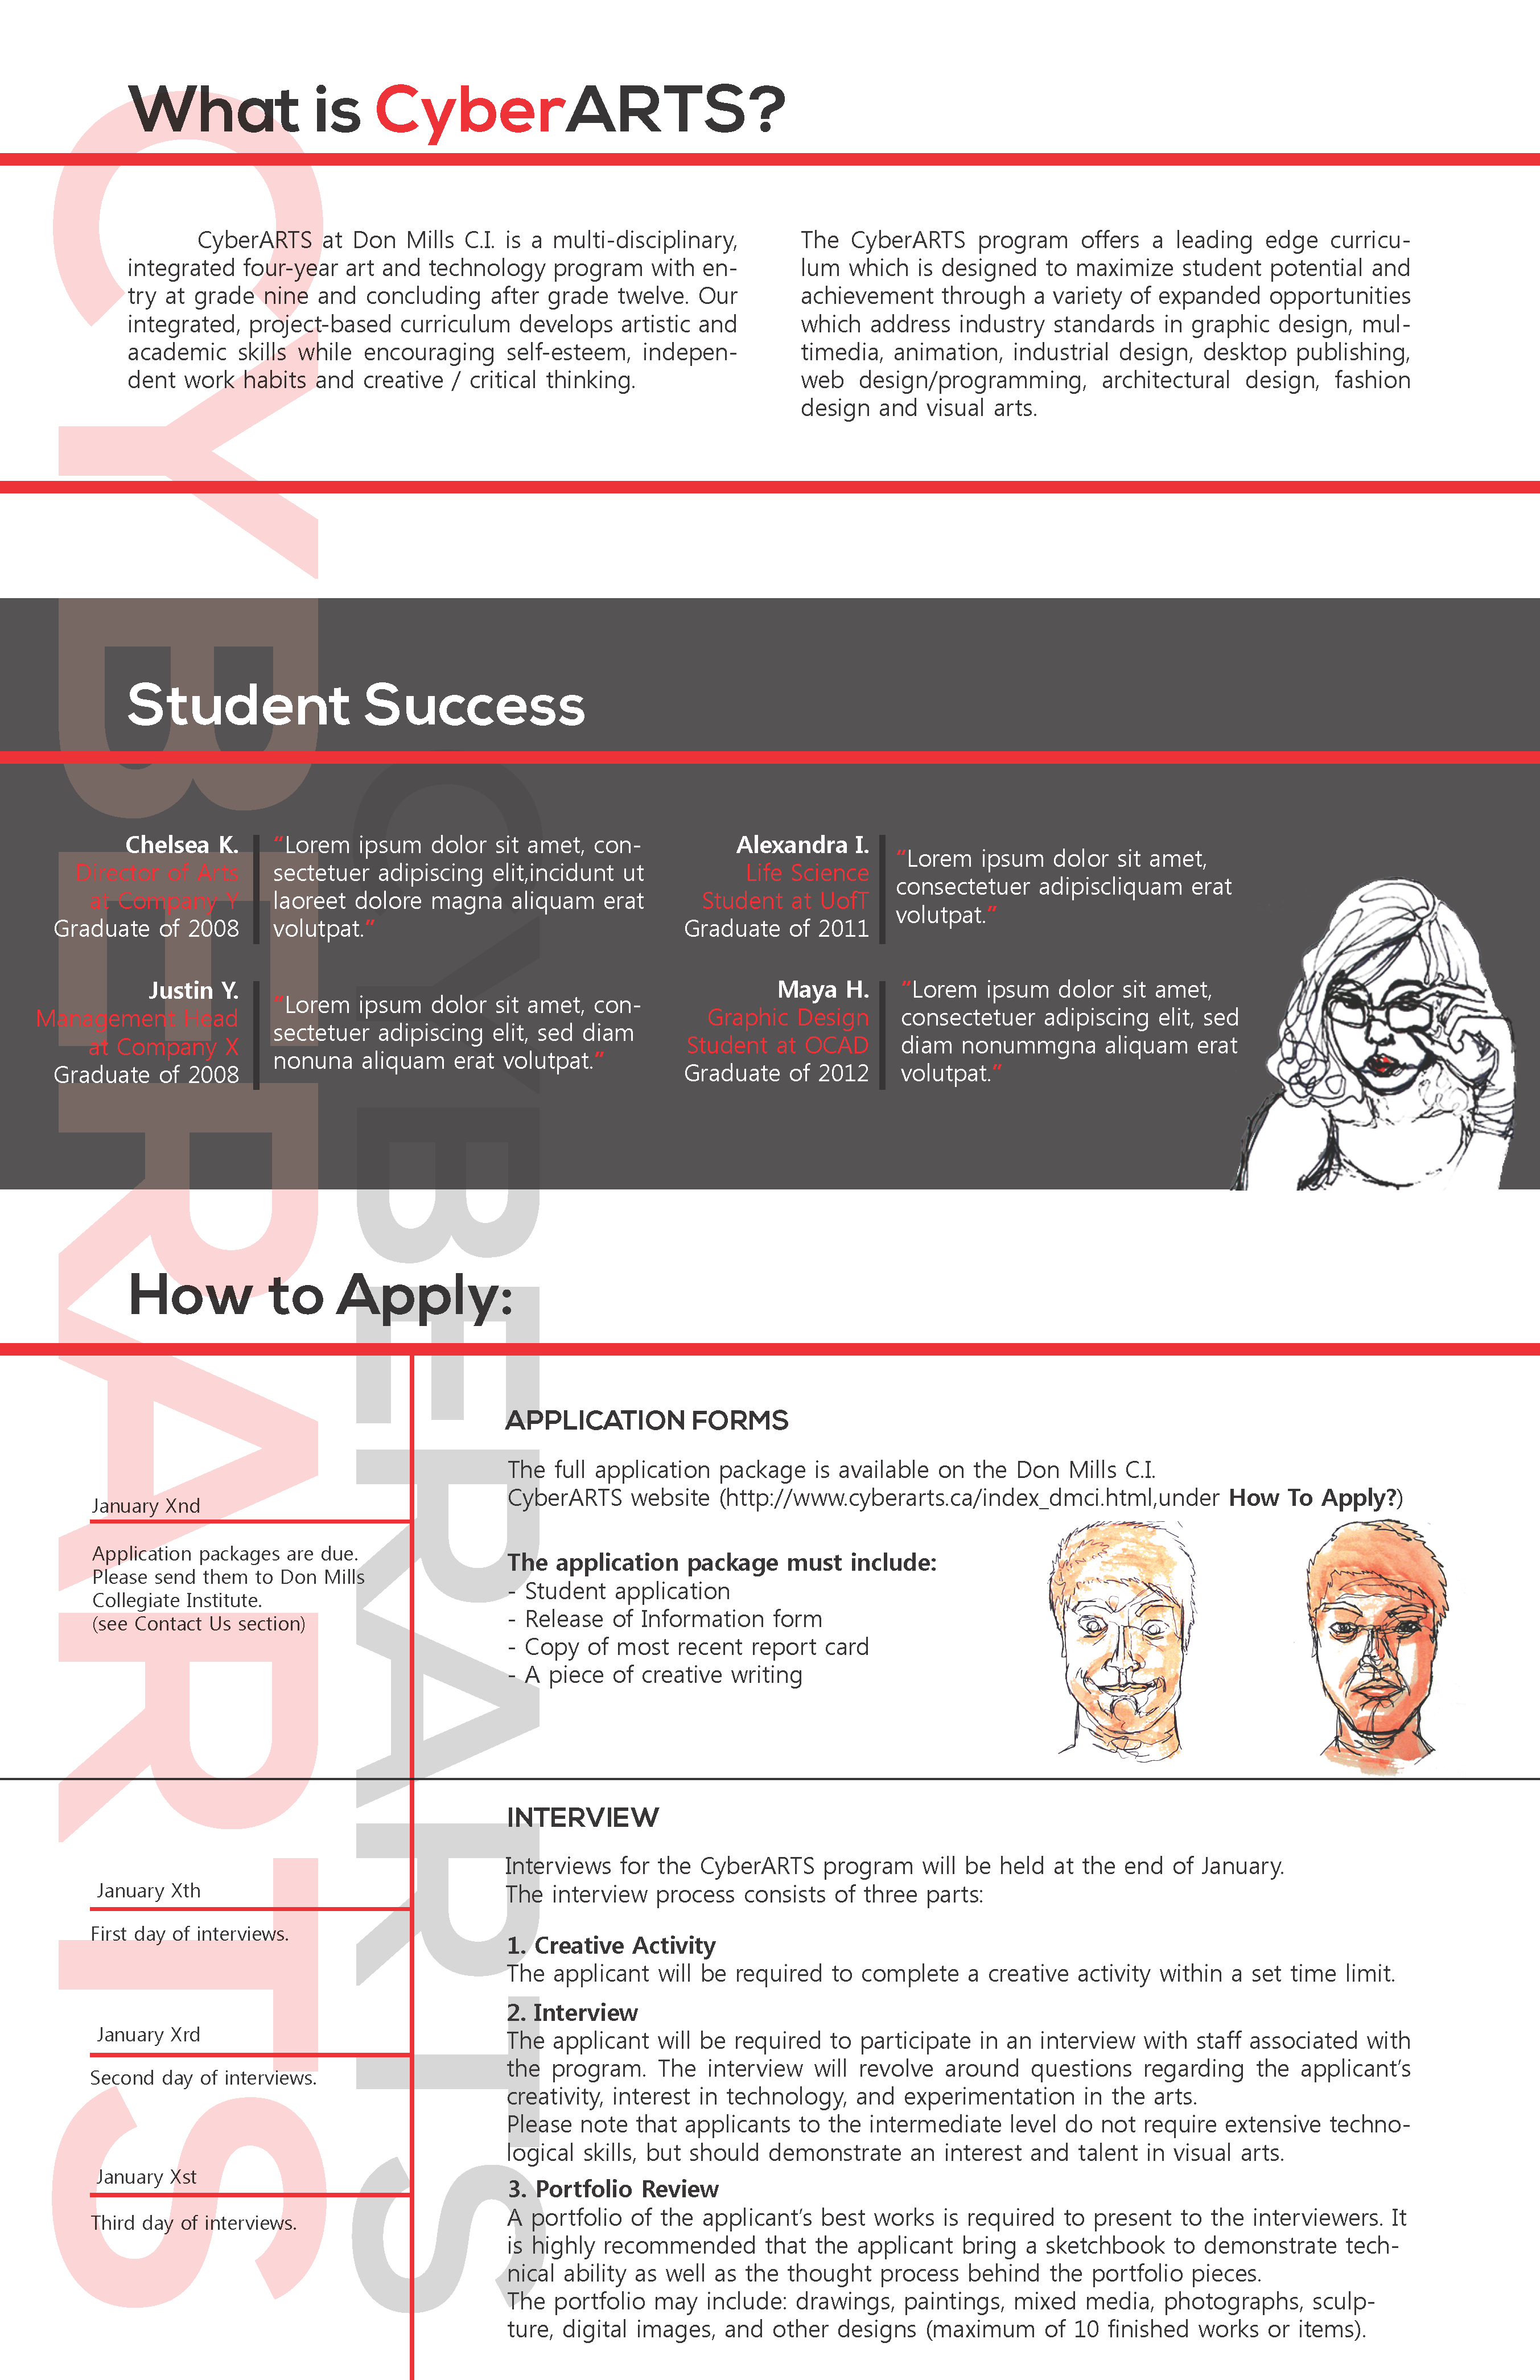 What is CyberARTS?
CyberARTS at Don Mills C.I. is a multi-disciplinary,
integrated four-year art and technology program with en-
try at grade nine and concluding after grade twelve. Our
integrated, project-based curriculum develops artistic and
academic skills while encouraging self-esteem, indepen-
dent work habits and creative / critical thinking.
The CyberARTS program offers a leading edge curricu-
lum which is designed to maximize student potential and
achievement through a variety of expanded opportunities
which address industry standards in graphic design, mul-
timedia, animation, industrial design, desktop publishing,
web design/programming, architectural design, fashion
design and visual arts.
CYBERARTS
CYBERARTS
Student Success
Chelsea K.
Director of Arts
at Company Y
Graduate of 2008
"Lorem ipsum dolor sit amet, con-
sectetuer adipiscing elit,incidunt ut
laoreet dolore magna aliquam erat
volutpat."
Justin Y.
Management Head
at Company X
Graduate of 2008
"Lorem ipsum dolor sit amet, con-
sectetuer adipiscing elit, sed diam
nonuna aliquam erat volutpat."
Alexandra I.
Life Science
Student at UofT
Graduate of 2011
"Lorem ipsum dolor sit amet,
consectetuer adipiscliquam erat
volutpat."
Maya H.
Graphic Design
Student at OCAD
Graduate of 2012
"Lorem ipsum dolor sit amet,
consectetuer adipiscing elit, sed
diam nonummgna aliquam erat
volutpat."
How to Apply:
January Xnd
Application packages are due.
Please send them to Don Mills
Collegiate Institute.
(see Contact Us section)
APPLICATION FORMS
The full application package is available on the Don Mills C.I.
CyberARTS website (http://www.cyberarts.ca/index_dmci.html,under How To Apply?)
The application package must include:
- Student application
- Release of Information form
- Copy of most recent report card
- A piece of creative writing
January Xth
First day of interviews.
January Xrd
Second day of interviews.
January Xst
Third day of interviews.
INTERVIEW
Interviews for the CyberARTS program will be held at the end of January.
The interview process consists of three parts:
1. Creative Activity
The applicant will be required to complete a creative activity within a set time limit.
2. Interview
The applicant will be required to participate in an interview with staff associated with
the program. The interview will revolve around questions regarding the applicant's
creativity, interest in technology, and experimentation in the arts.
Please note that applicants to the intermediate level do not require extensive techno-
logical skills, but should demonstrate an interest and talent in visual arts.
3. Portfolio Review
A portfolio of the applicant's best works is required to present to the interviewers. It
is highly recommended that the applicant bring a sketchbook to demonstrate tech-
nical ability as well as the thought process behind the portfolio pieces.
The portfolio may include: drawings, paintings, mixed media, photographs, sculp-
ture, digital images, and other designs (maximum of 10 finished works or items).